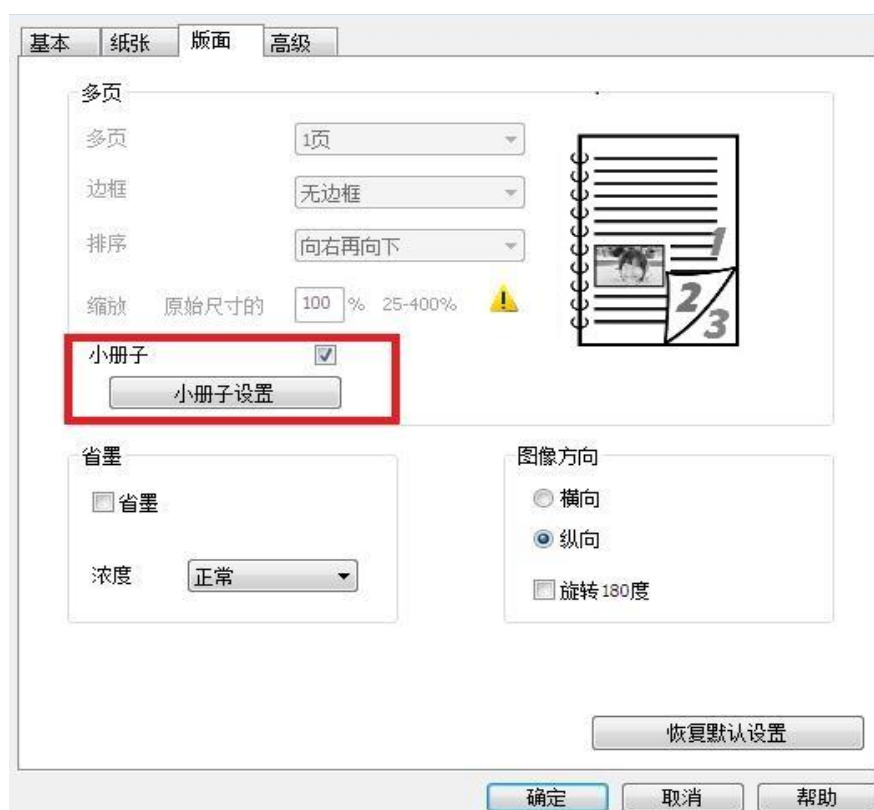 基本 纸张 版面 高级
多页
多页 1页
边框 无边框
排序 向右再向下
缩放 原始尺寸的 100 % 25-400%
1
2
3
小册子
小册子设置
省墨 图像方向
省墨 横向
纵向
浓度 正常
旋转180度
恢复默认设置
确定 取消 帮助